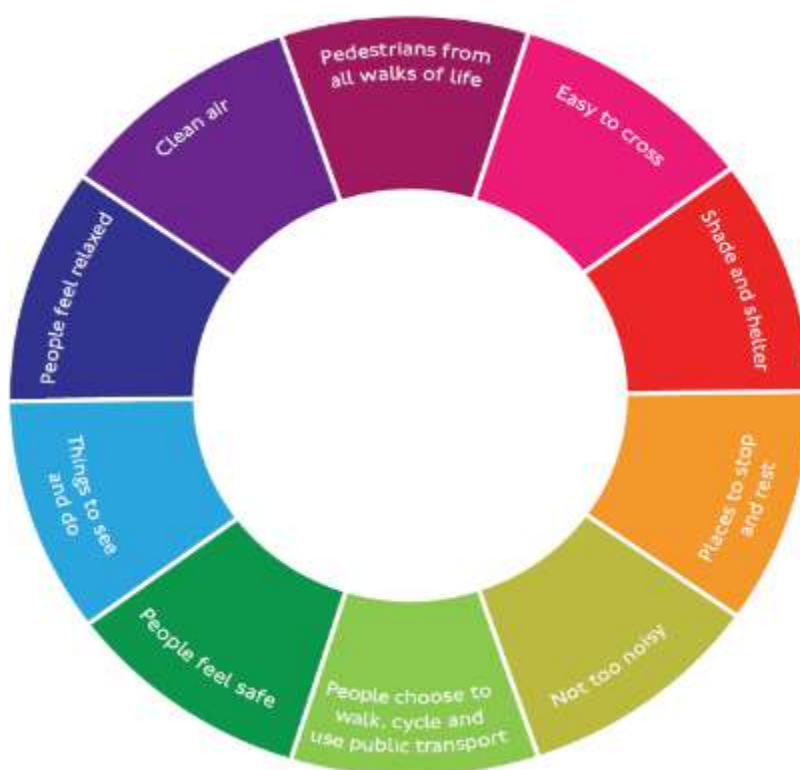 Pedestrians from
all walks of life
Easy to cross
Shade and shelter
Places to stop
and rest
Not too noisy
People choose to
walk, cycle and
use public transport
People feel safe
Things to see
and do
People feel relaxed
Clean air